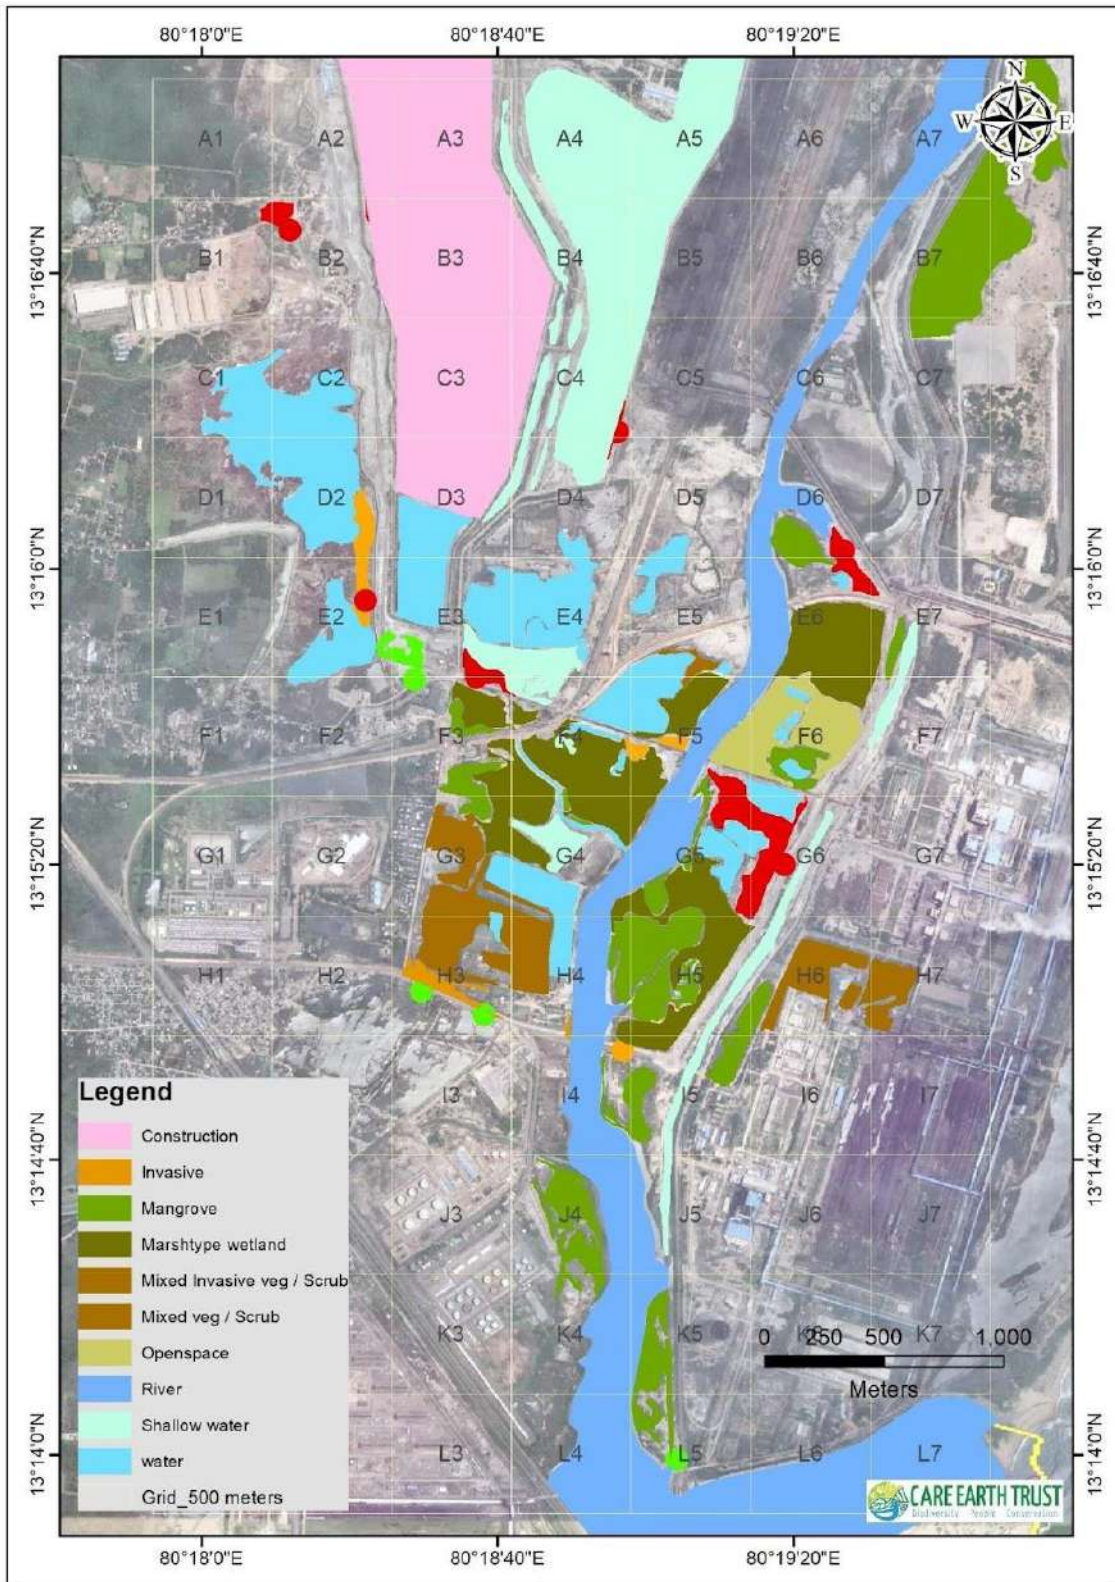 80°18'0"E 80°18'40"E 80°19'20"E
N
W E
S
A1 A2 A3 A4 A5 A6 A7
13°16'40"N 13°16'40"N
B1 B2 B3 B4 B5 B6 B7
C1 C2 C3 C4 C5 C6 C7
D1 D2 D3 D4 D5 D6 D7
13°16'0"N 13°16'0"N
E1 E2 E3 E4 E5 E6 E7
F1 F2 F3 F4 F5 F6 F7
13°15'20"N 13°15'20"N
G1 G2 G3 G4 G5 G6 G7
H1 H2 H3 H4 H5 H6 H7
I3 I4 I5 I6 I7
13°14'40"N 13°14'40"N
J3 J4 J5 J6 J7
K3 K4 K5 K6 K7
L3 L4 L5 L6 L7
13°14'0"N 13°14'0"N
Legend
Construction
Invasive
Mangrove
Marshtype wetland
Mixed Invasive veg / Scrub
Mixed veg / Scrub
Openspace
River
Shallow water
water
Grid_500 meters
0 250 500 1,000
Meters
CARE EARTH TRUST
Biodiversity People Conservation
80°18'0"E 80°18'40"E 80°19'20"E